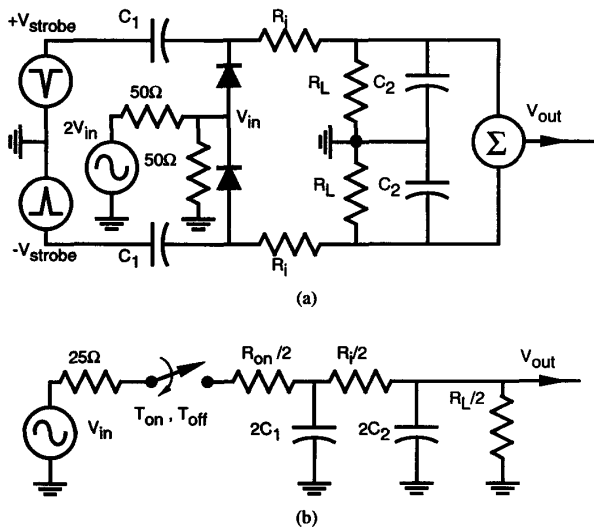 +Vstrobe
C1
Ri
50Ω
2Vin
50Ω
Vin
RL
C2
RL
C2
Σ
Vout
-Vstrobe
C1
Ri
(a)
25Ω
Vin
Ton , Toff
Ron /2
Ri/2
2C1
2C2
RL/2
Vout
(b)